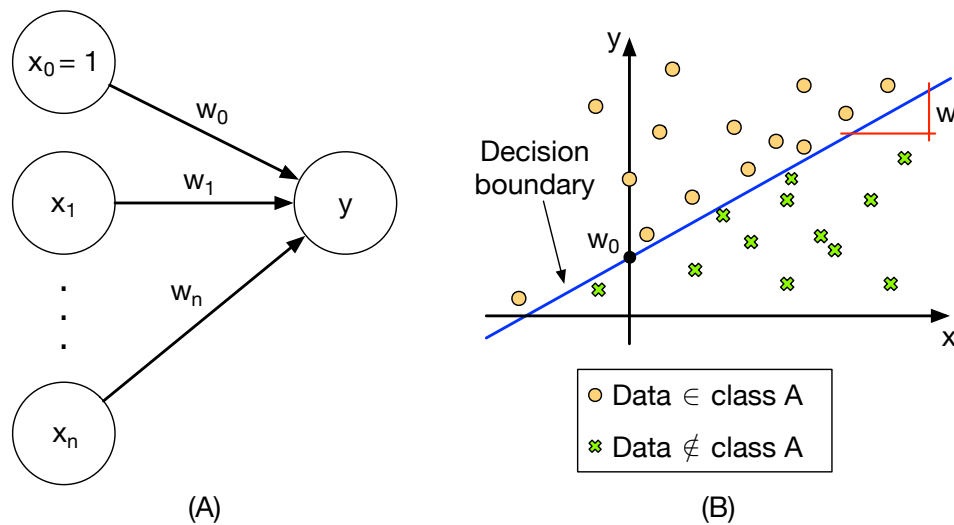 x₀ = 1
w₀
x₁
w₁
y
wₙ
.
.
.
xₙ
(A)
y
w
Decision
boundary
w₀
x
Data ∈ class A
Data ∉ class A
(B)